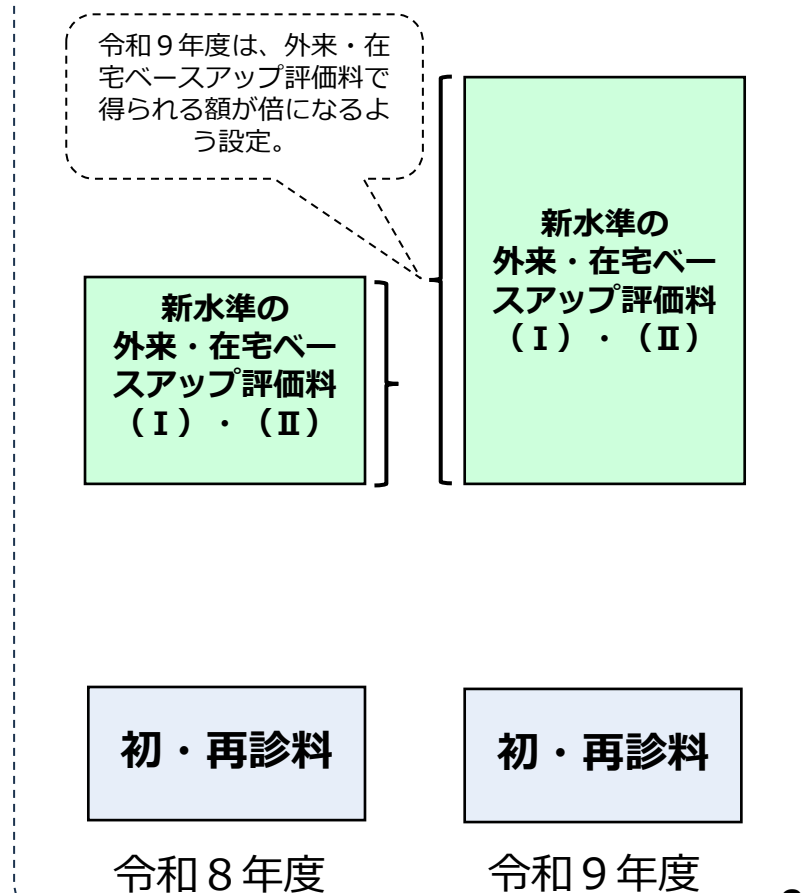 令和９年度は、外来・在
宅ベースアップ評価料で
得られる額が倍になるよ
う設定。
新水準の
外来・在宅ベー
スアップ評価料
（Ⅰ）・（Ⅱ）
新水準の
外来・在宅ベー
スアップ評価料
（Ⅰ）・（Ⅱ）
初・再診料
初・再診料
令和８年度
令和９年度